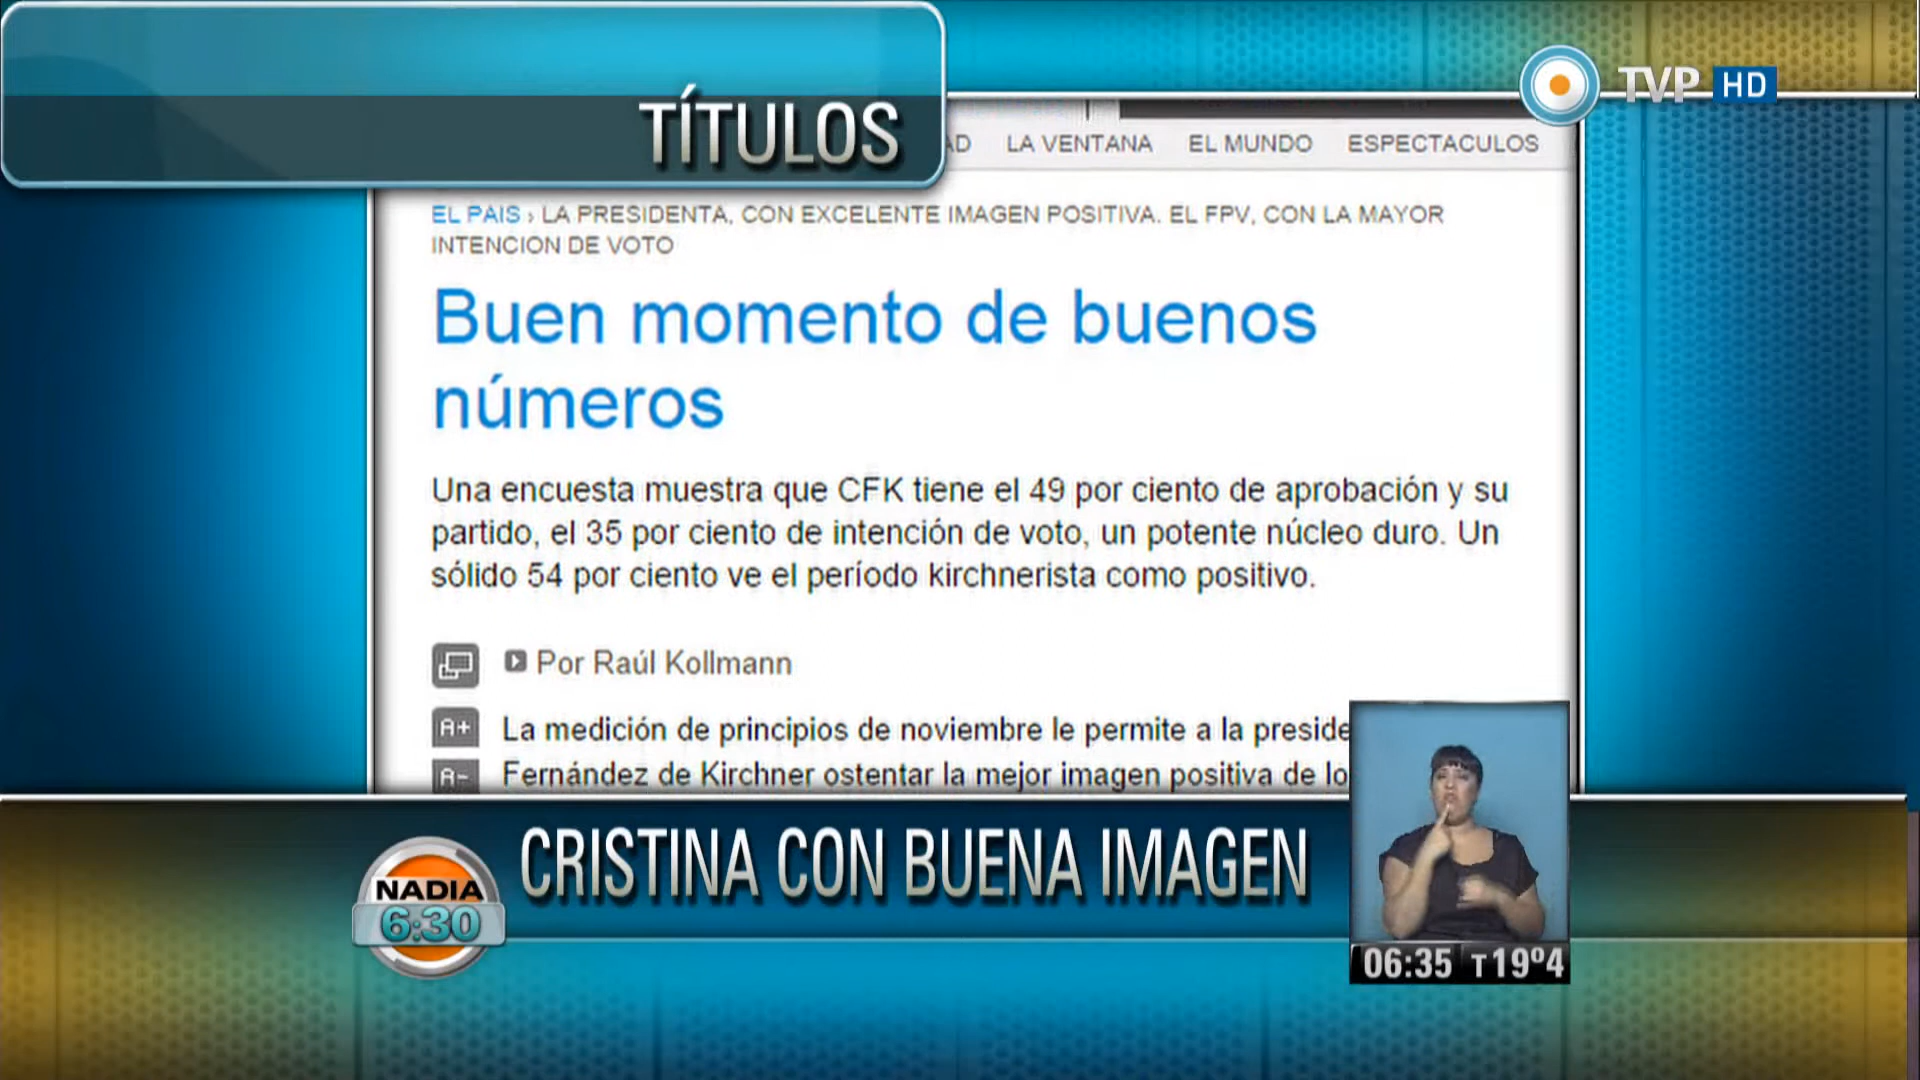 TÍTULOS
TVP HD
AD LA VENTANA EL MUNDO ESPECTACULOS
EL PAIS › LA PRESIDENTA, CON EXCELENTE IMAGEN POSITIVA. EL FPV, CON LA MAYOR
INTENCION DE VOTO
Buen momento de buenos
números
Una encuesta muestra que CFK tiene el 49 por ciento de aprobación y su
partido, el 35 por ciento de intención de voto, un potente núcleo duro. Un
sólido 54 por ciento ve el período kirchnerista como positivo.
Por Raúl Kollmann
A+ La medición de principios de noviembre le permite a la preside
A- Fernández de Kirchner ostentar la mejor imagen positiva de lo
CRISTINA CON BUENA IMAGEN
NADIA
6:30
06:35 T19º4